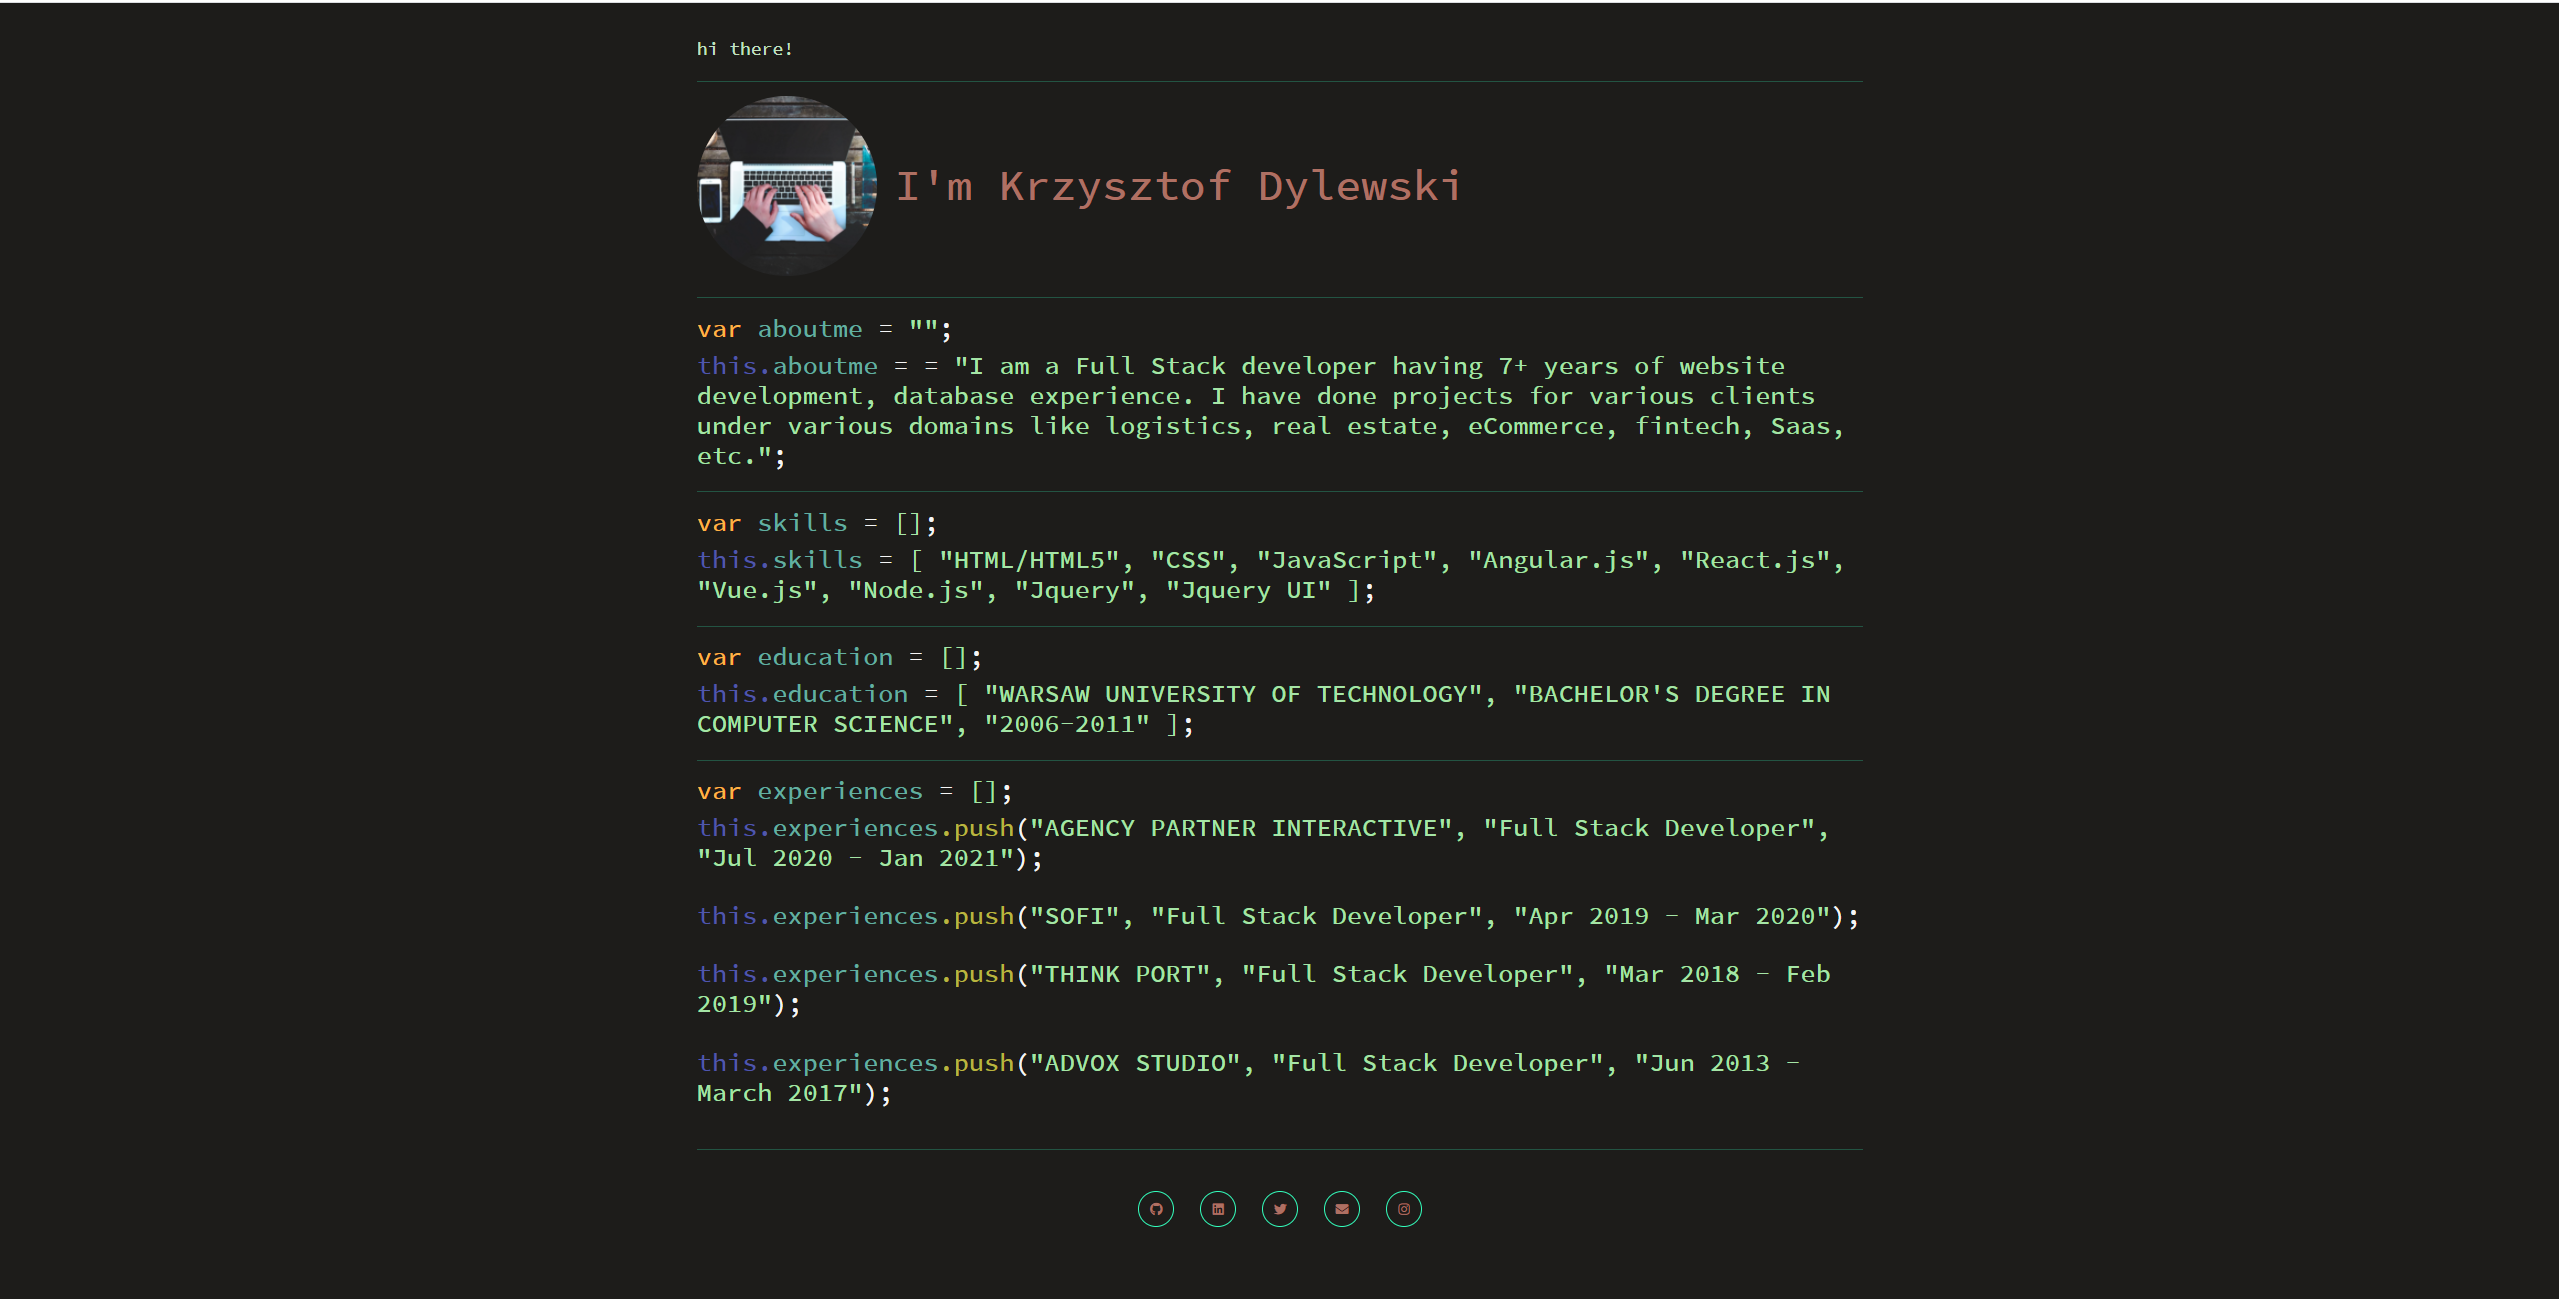 hi there!
I'm Krzysztof Dylewski
var aboutme = "";
this.aboutme = = "I am a Full Stack developer having 7+ years of website
development, database experience. I have done projects for various clients
under various domains like logistics, real estate, eCommerce, fintech, Saas,
etc.";
var skills = [];
this.skills = [ "HTML/HTML5", "CSS", "JavaScript", "Angular.js", "React.js",
"Vue.js", "Node.js", "Jquery", "Jquery UI" ];
var education = [];
this.education = [ "WARSAW UNIVERSITY OF TECHNOLOGY", "BACHELOR'S DEGREE IN
COMPUTER SCIENCE", "2006-2011" ];
var experiences = [];
this.experiences.push("AGENCY PARTNER INTERACTIVE", "Full Stack Developer",
"Jul 2020 - Jan 2021");
this.experiences.push("SOFI", "Full Stack Developer", "Apr 2019 - Mar 2020");
this.experiences.push("THINK PORT", "Full Stack Developer", "Mar 2018 - Feb
2019");
this.experiences.push("ADVOX STUDIO", "Full Stack Developer", "Jun 2013 -
March 2017");